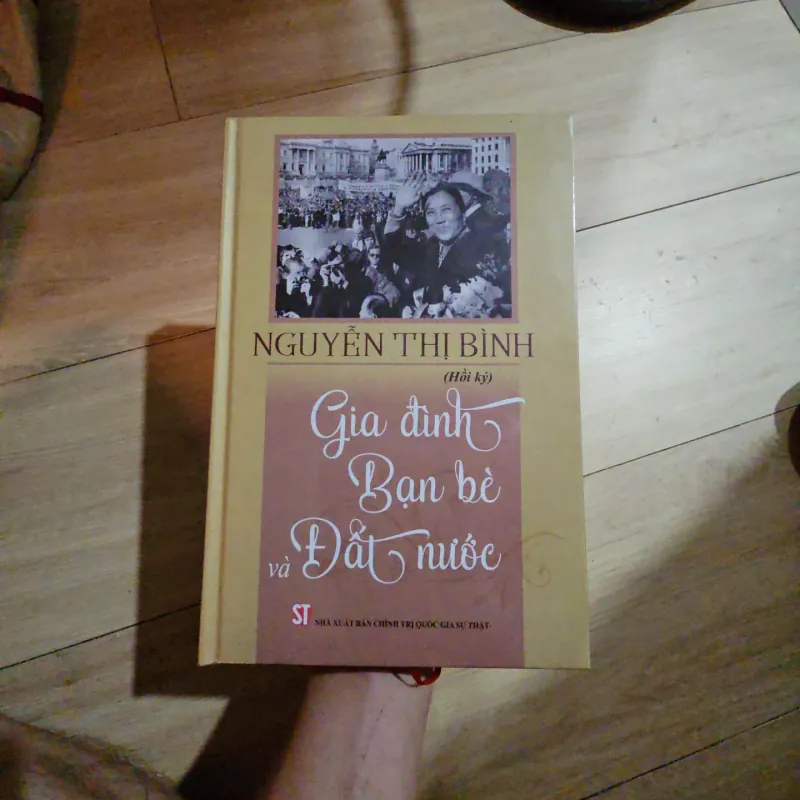 NGUYỄN THỊ BÌNH
(Hồi ký)
Gia đình
Bạn bè
và Đất nước
ST NHÀ XUẤT BẢN CHÍNH TRỊ QUỐC GIA SỰ THẬT